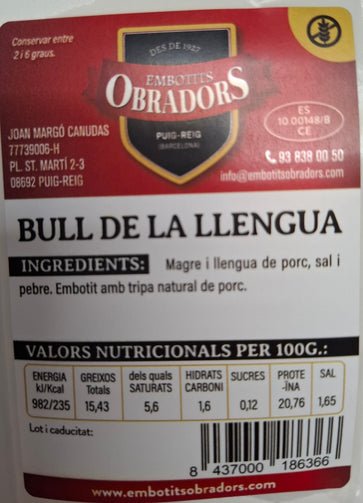 Conservar entre
2 i 6 graus.
DES DE 1927
EMBOTITS
OBRADORS
PUIG-REIG
(BARCELONA)
JOAN MARGÓ CANUDAS
77739006-H
PL. ST. MARTÍ 2-3
08692 PUIG-REIG
ES
10.00148/B
CE
93 838 00 50
info@embotitsobradors.com
BULL DE LA LLENGUA
INGREDIENTS: Magre i llengua de porc, sal i
pebre. Embotit amb tripa natural de porc.
VALORS NUTRICIONALS PER 100G.:
ENERGIA GREIXOS dels quals HIDRATS SUCRES PROTE SAL
kJ/Kcal Totals SATURATS CARBONI -ÏNA
982/235 15,43 5,6 1,6 0,12 20,76 1,65
Lot i caducitat:
8 437000 186366
www.embotitsobradors.com